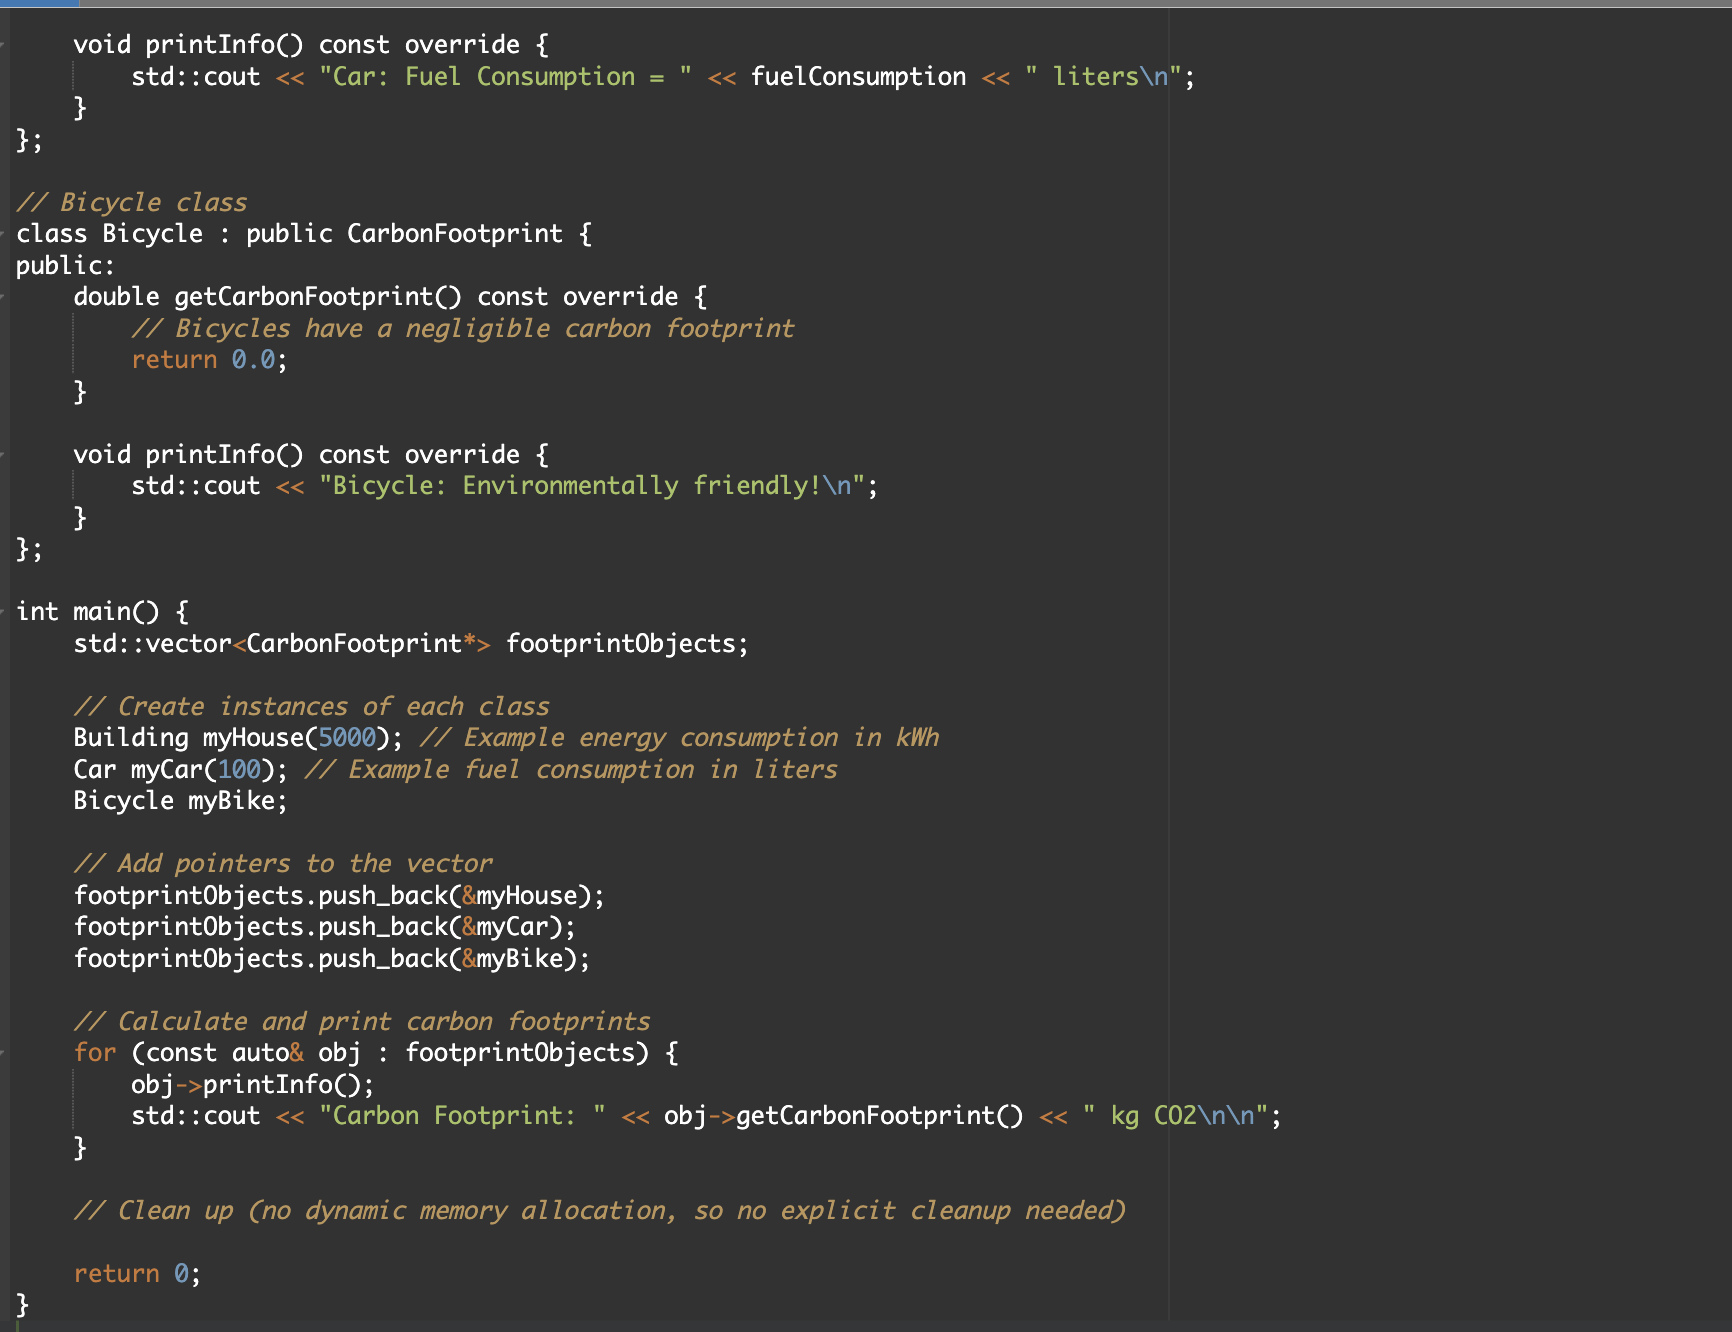 void printInfo() const override {
        std::cout << "Car: Fuel Consumption = " << fuelConsumption << " liters\n";
    }
};

// Bicycle class
class Bicycle : public CarbonFootprint {
public:
    double getCarbonFootprint() const override {
        // Bicycles have a negligible carbon footprint
        return 0.0;
    }

    void printInfo() const override {
        std::cout << "Bicycle: Environmentally friendly!\n";
    }
};

int main() {
    std::vector<CarbonFootprint*> footprintObjects;

    // Create instances of each class
    Building myHouse(5000); // Example energy consumption in kWh
    Car myCar(100); // Example fuel consumption in liters
    Bicycle myBike;

    // Add pointers to the vector
    footprintObjects.push_back(&myHouse);
    footprintObjects.push_back(&myCar);
    footprintObjects.push_back(&myBike);

    // Calculate and print carbon footprints
    for (const auto& obj : footprintObjects) {
        obj->printInfo();
        std::cout << "Carbon Footprint: " << obj->getCarbonFootprint() << " kg CO2\n\n";
    }

    // Clean up (no dynamic memory allocation, so no explicit cleanup needed)

    return 0;
}